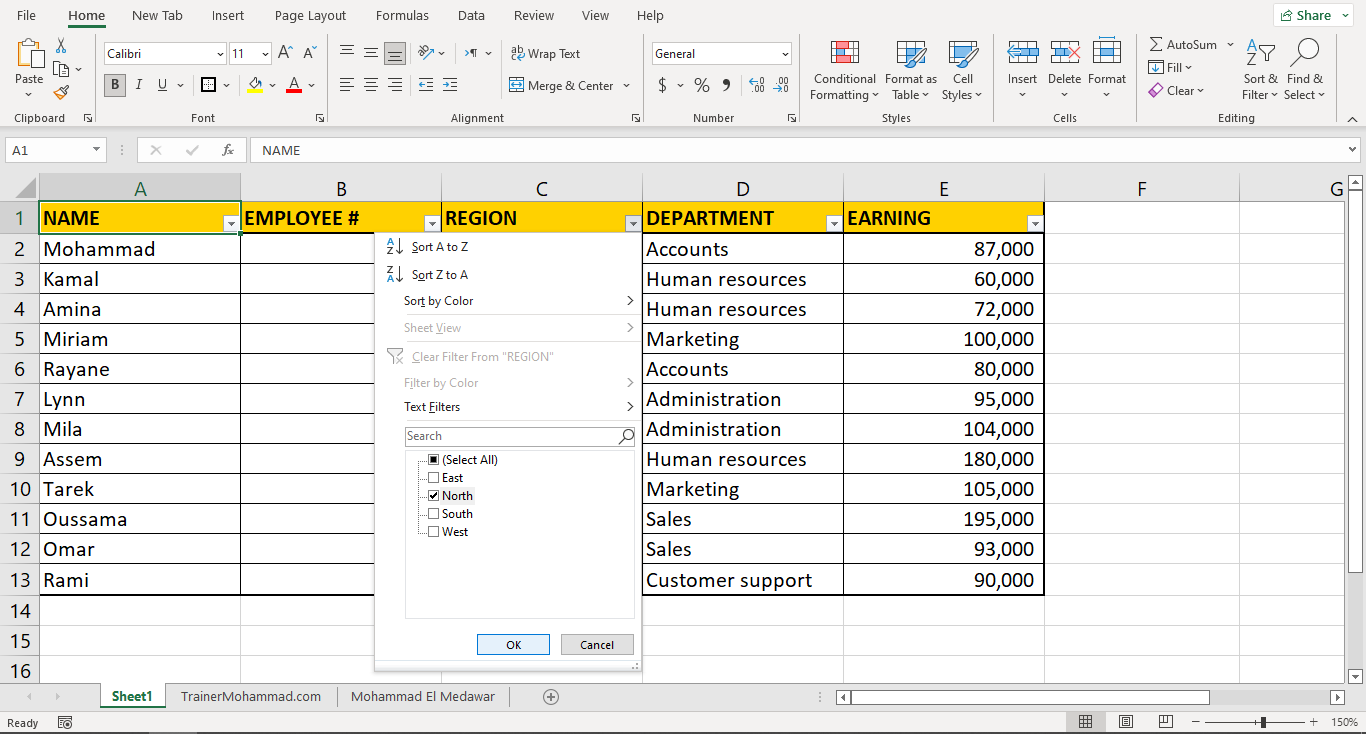 File Home New Tab Insert Page Layout Formulas Data Review View Help Share
Calibri 11 A A Wrap Text General AutoSum
Paste B I U A Merge & Center $ % Conditional Formatting Format as Table Cell Styles Insert Delete Format Fill Clear Sort & Filter Find & Select
Clipboard Font Alignment Number Styles Cells Editing
A1 fx NAME
A B C D E F G
1 NAME EMPLOYEE # REGION DEPARTMENT EARNING
2 Mohammad Accounts 87,000
3 Kamal Human resources 60,000
4 Amina Human resources 72,000
5 Miriam Marketing 100,000
6 Rayane Accounts 80,000
7 Lynn Administration 95,000
8 Mila Administration 104,000
9 Assem Human resources 180,000
10 Tarek Marketing 105,000
11 Oussama Sales 195,000
12 Omar Sales 93,000
13 Rami Customer support 90,000
14
15
16
Sort A to Z
Sort Z to A
Sort by Color
Sheet View
Clear Filter From "REGION"
Filter by Color
Text Filters
Search
(Select All)
East
North
South
West
OK Cancel
Sheet1 TrainerMohammad.com Mohammad El Medawar
Ready 150%